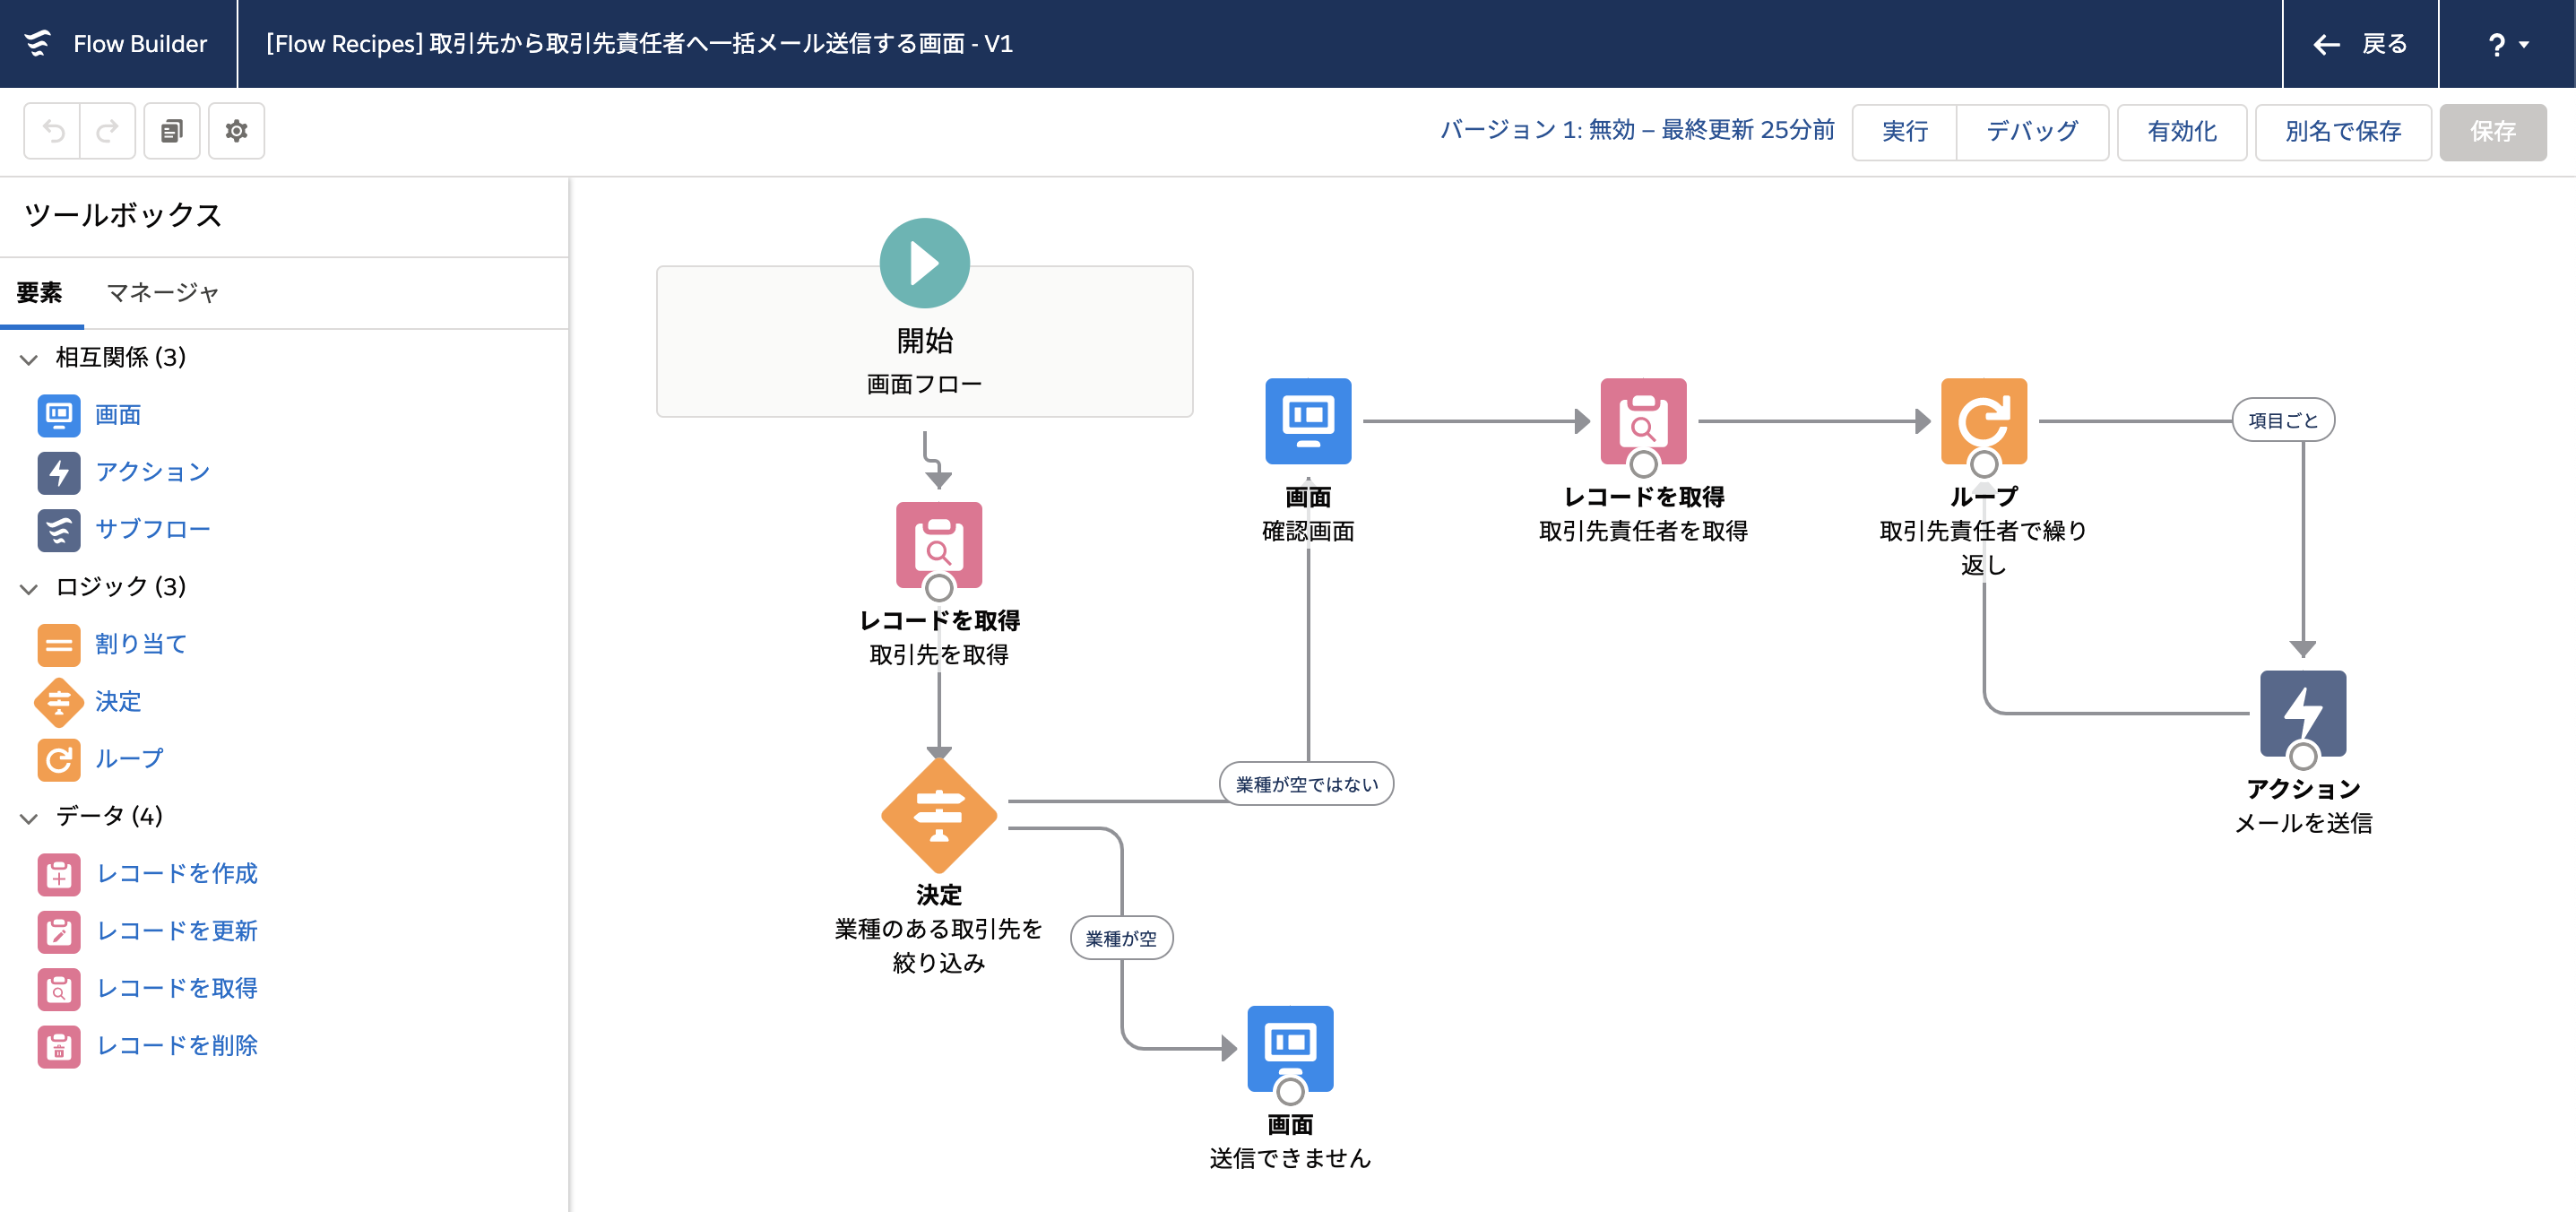 Flow Builder
[Flow Recipes] 取引先から取引先責任者へ一括メール送信する画面 - V1
戻る
?
バージョン 1: 無効 – 最終更新 25分前
実行
デバッグ
有効化
別名で保存
保存
ツールボックス
要素
マネージャ
相互関係 (3)
画面
アクション
サブフロー
ロジック (3)
割り当て
決定
ループ
データ (4)
レコードを作成
レコードを更新
レコードを取得
レコードを削除
開始
画面フロー
レコードを取得
取引先を取得
決定
業種のある取引先を
絞り込み
業種が空ではない
業種が空
画面
確認画面
レコードを取得
取引先責任者を取得
ループ
取引先責任者で繰り
返し
項目ごと
アクション
メールを送信
画面
送信できません